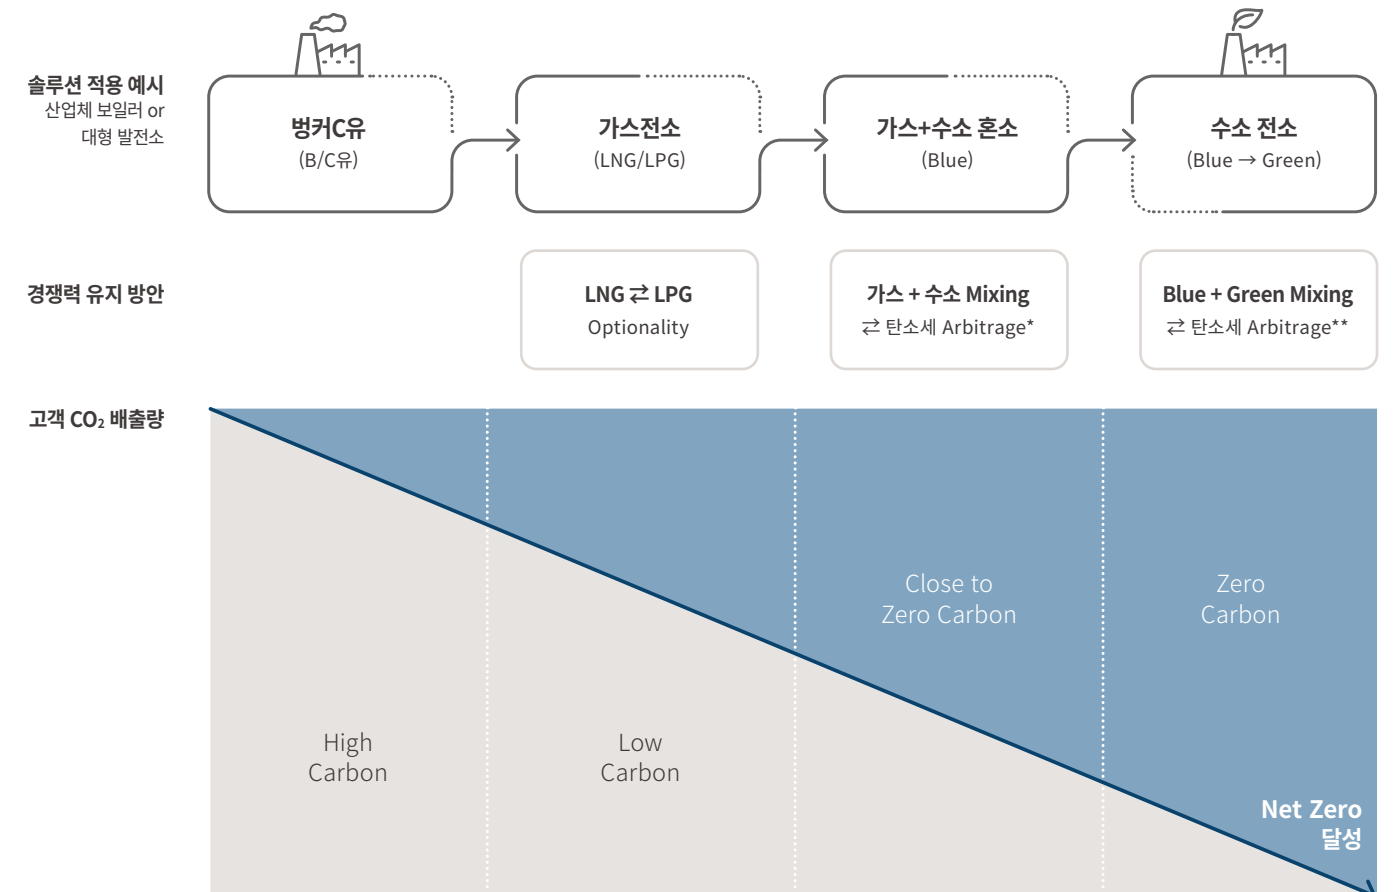 솔루션 적용 예시
산업체 보일러 or
대형 발전소
벙커C유
(B/C유)
가스전소
(LNG/LPG)
가스+수소 혼소
(Blue)
수소 전소
(Blue → Green)
경쟁력 유지 방안
LNG ⇄ LPG
Optionality
가스 + 수소 Mixing
⇄ 탄소세 Arbitrage*
Blue + Green Mixing
⇄ 탄소세 Arbitrage**
고객 CO₂ 배출량
High
Carbon
Low
Carbon
Close to
Zero Carbon
Zero
Carbon
Net Zero
달성